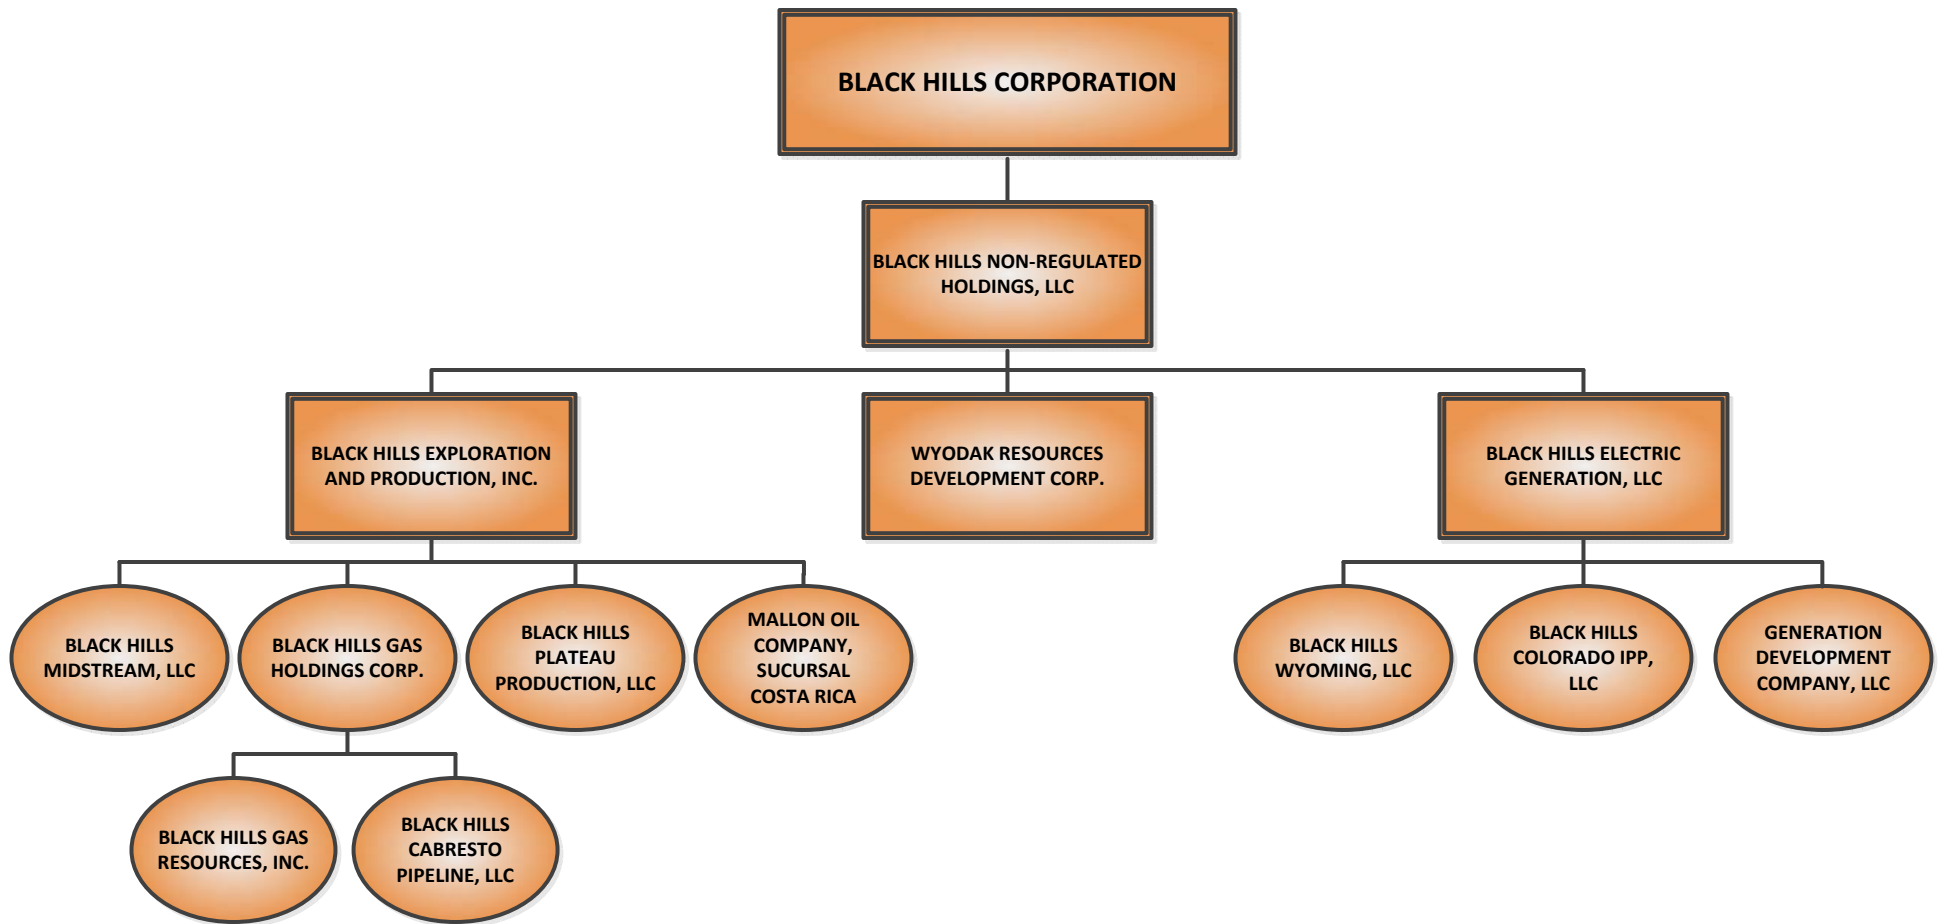 BLACK HILLS CORPORATION
BLACK HILLS NON-REGULATED
HOLDINGS, LLC
BLACK HILLS EXPLORATION
AND PRODUCTION, INC.
WYODAK RESOURCES
DEVELOPMENT CORP.
BLACK HILLS ELECTRIC
GENERATION, LLC
BLACK HILLS
MIDSTREAM, LLC
BLACK HILLS GAS
HOLDINGS CORP.
BLACK HILLS
PLATEAU
PRODUCTION, LLC
MALLON OIL
COMPANY,
SUCURSAL
COSTA RICA
BLACK HILLS
WYOMING, LLC
BLACK HILLS
COLORADO IPP,
LLC
GENERATION
DEVELOPMENT
COMPANY, LLC
BLACK HILLS GAS
RESOURCES, INC.
BLACK HILLS
CABRESTO
PIPELINE, LLC